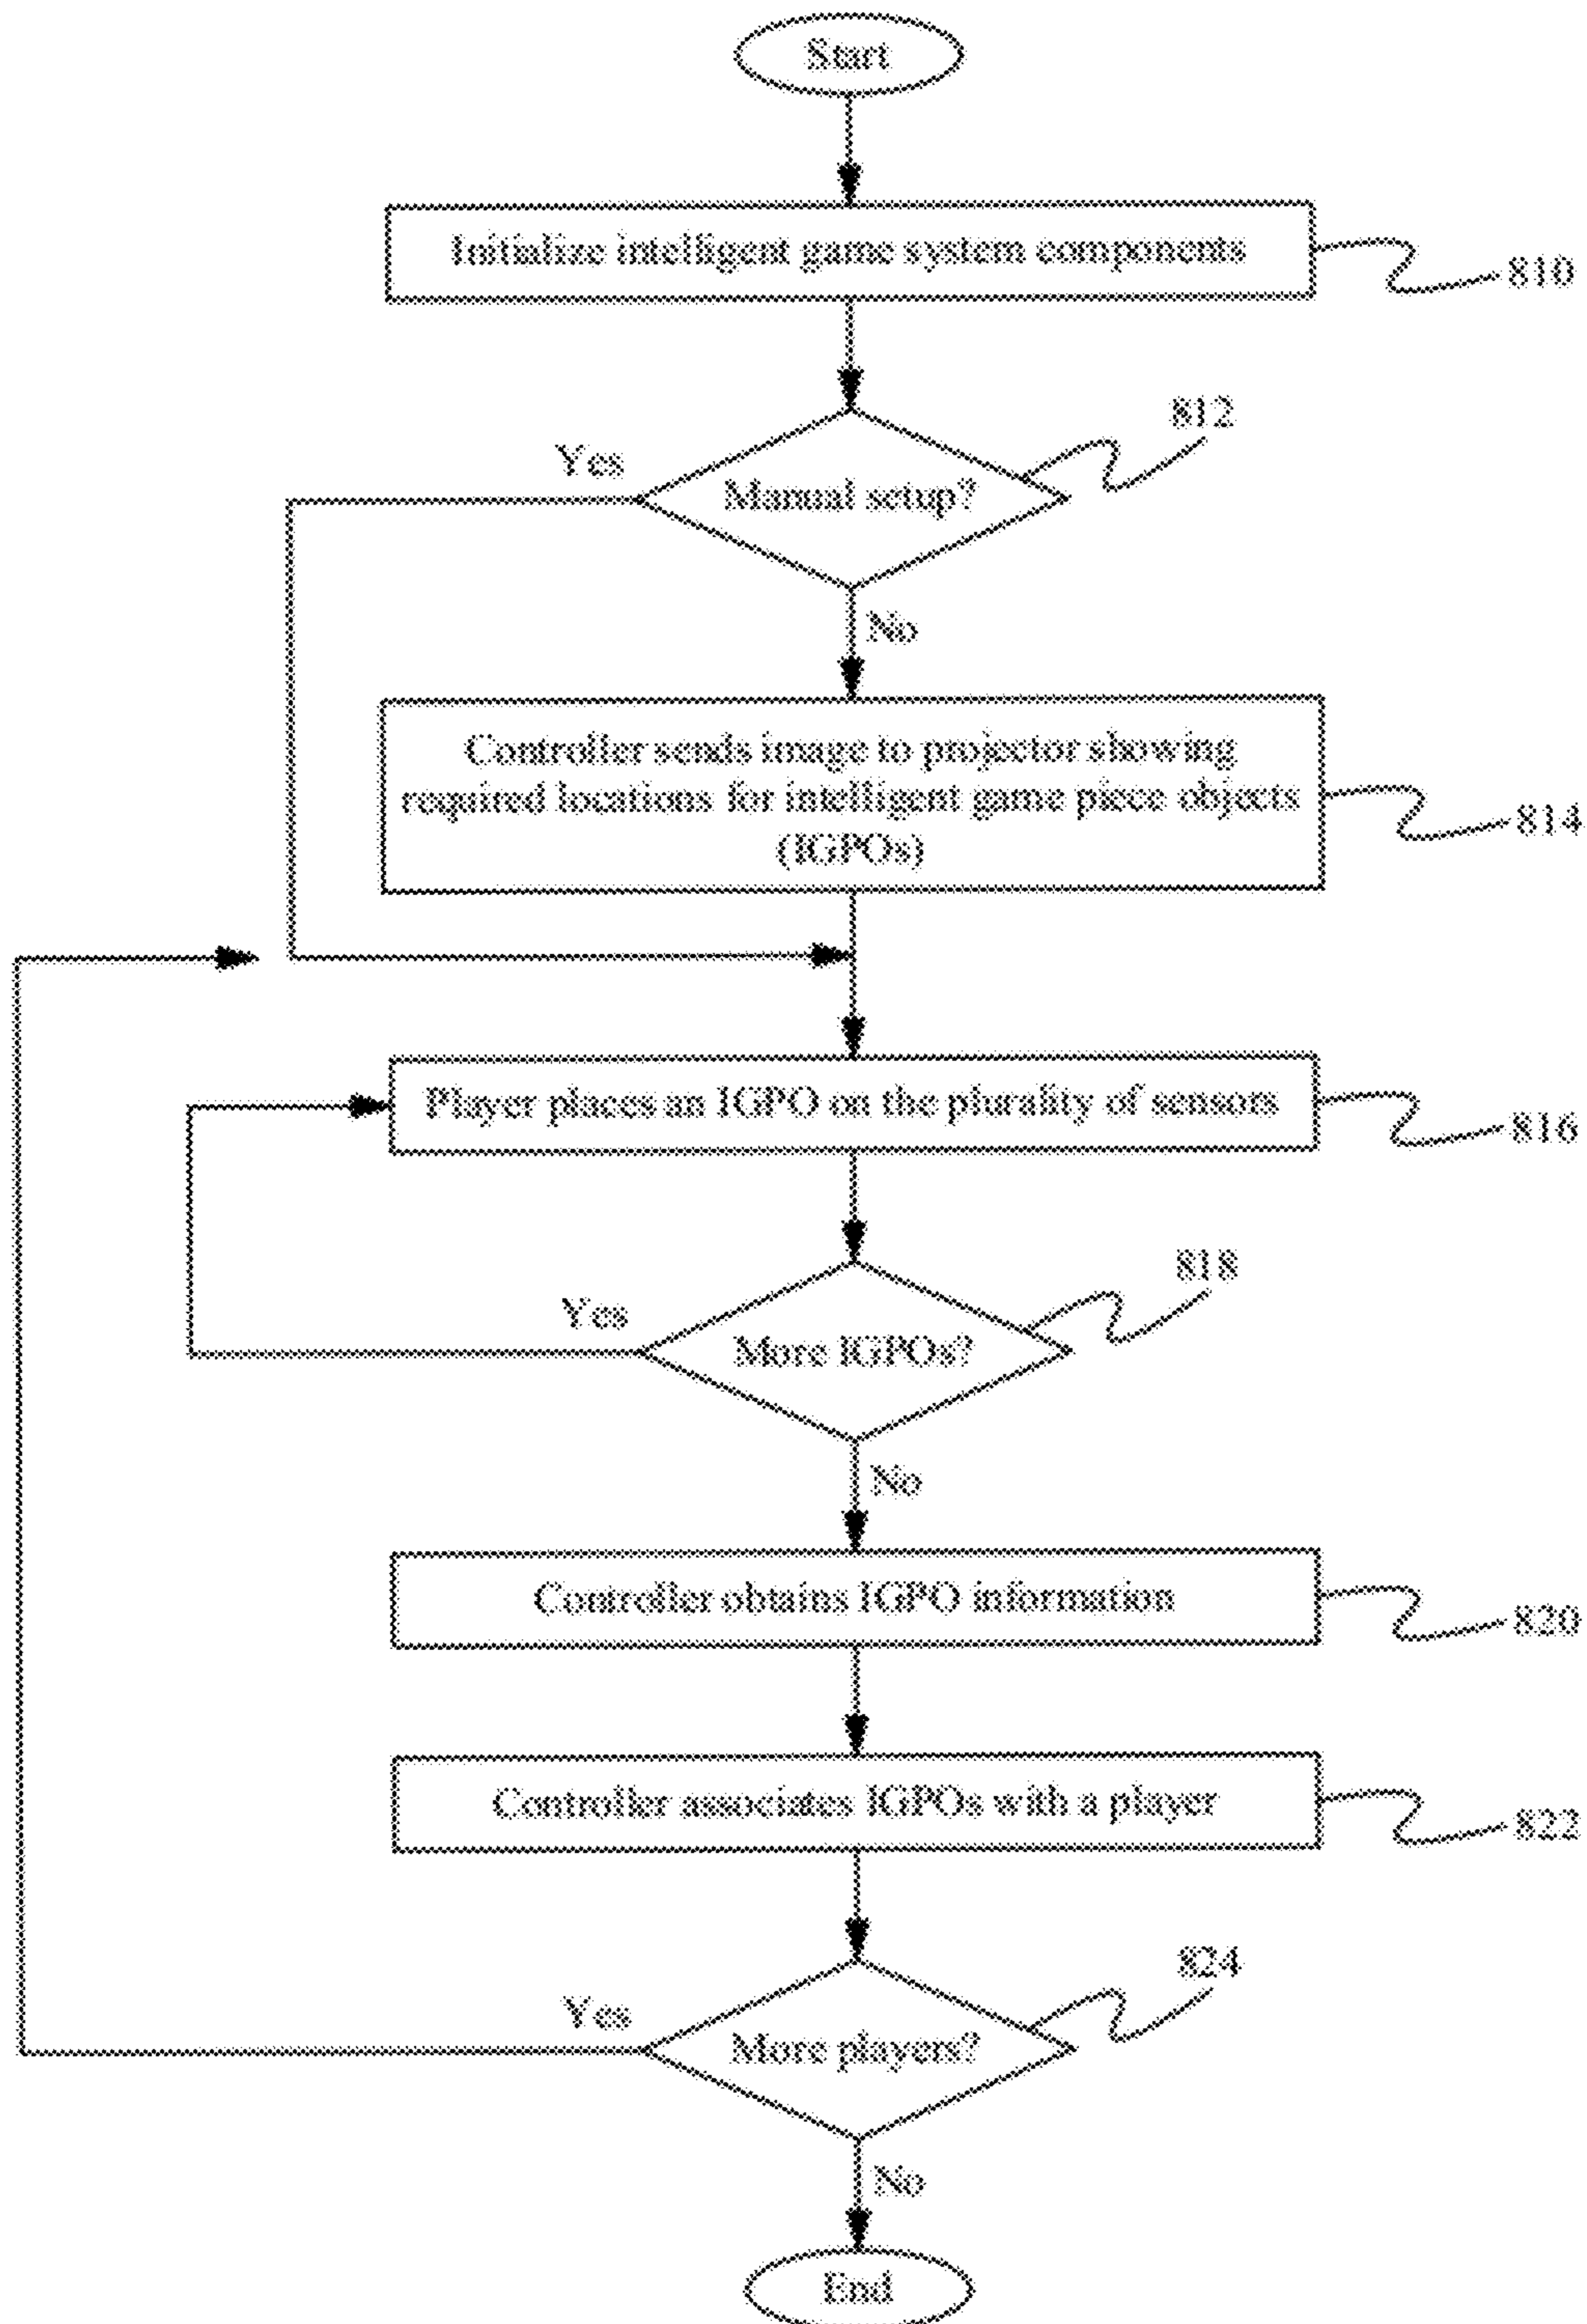 Start
Initialize intelligent game system components
810
812
Yes
Manual setup?
No
Controller sends image to projector showing
required locations for intelligent game piece objects
(IGPOs)
814
Player places an IGPO on the plurality of sensors
816
818
Yes
More IGPOs?
No
Controller obtains IGPO information
820
Controller associates IGPOs with a player
822
824
Yes
More players?
No
End